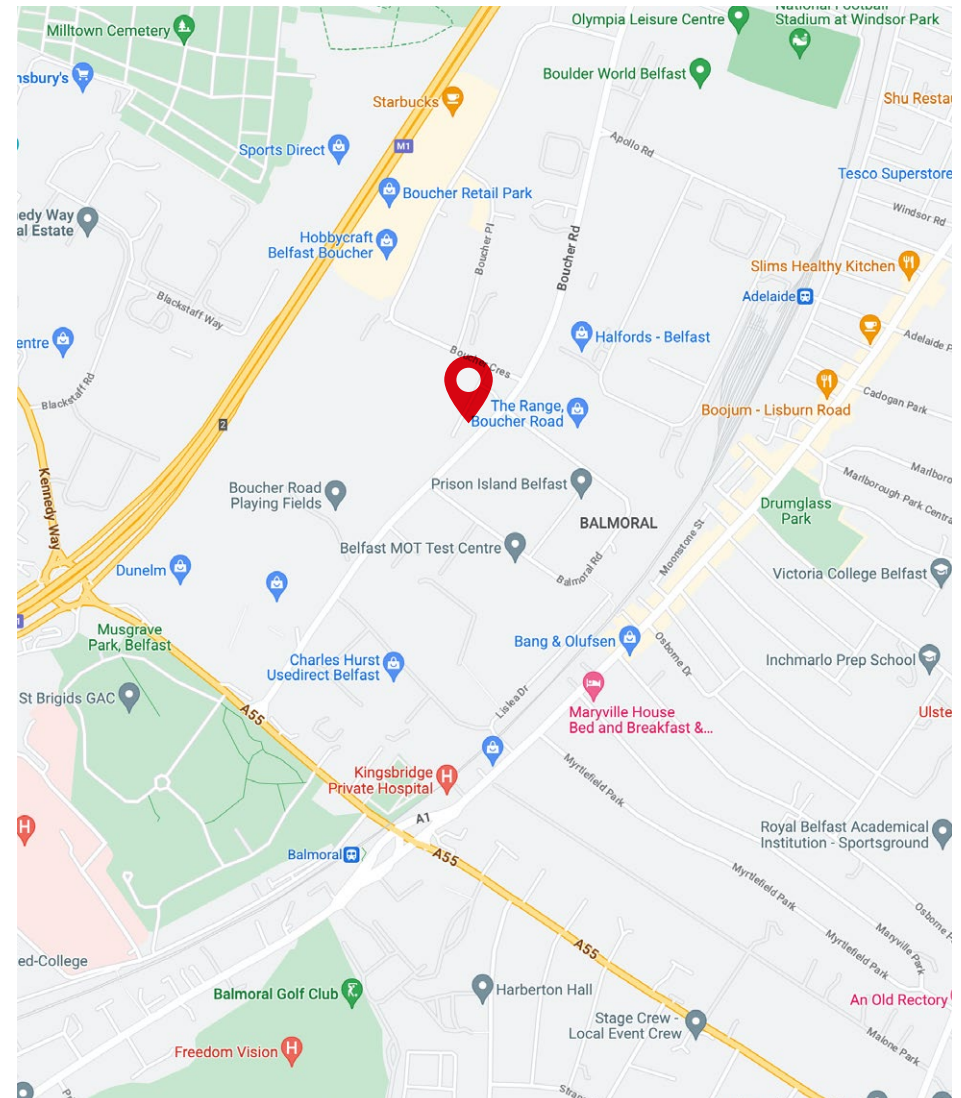 Milltown Cemetery
Olympia Leisure Centre
Stadium at Windsor Park
nsbury's
Boulder World Belfast
Starbucks
Shu Resta
Apollo Rd
M1
Sports Direct
Tesco Superstore
Boucher Retail Park
edy Way
al Estate
Windsor Rd
Hobbycraft
Belfast Boucher
Boucher Pl
Boucher Rd
Slims Healthy Kitchen
Blackstaff Way
Adelaide
Halfords - Belfast
entre
Adelaide P
Boucher Cres
Blackstaff Rd
The Range,
Boucher Road
Boojum - Lisburn Road
Cadogan Park
2
Kennedy Way
Boucher Road
Playing Fields
Prison Island Belfast
Marlboro
Marlborough Park Centra
Drumglass
Park
BALMORAL
Moonstone St
Belfast MOT Test Centre
Dunelm
Balmoral Rd
Victoria College Belfast
1
Musgrave
Park, Belfast
Bang & Olufsen
Osborne Dr
Inchmarlo Prep School
Charles Hurst
Usedirect Belfast
St Brigids GAC
A55
Lislea Dr
Maryville House
Bed and Breakfast &...
Ulste
Kingsbridge
Private Hospital
H
Myrtlefield Park
A1
H
Royal Belfast Academical
Institution - Sportsground
Balmoral
A55
Myrtlefield Park
Osborne P
Maryville Park
Myrtlefield Park
A55
ed-College
Balmoral Golf Club
Harberton Hall
An Old Rectory
Stage Crew -
Local Event Crew
Freedom Vision
H
Malone Park
Stran